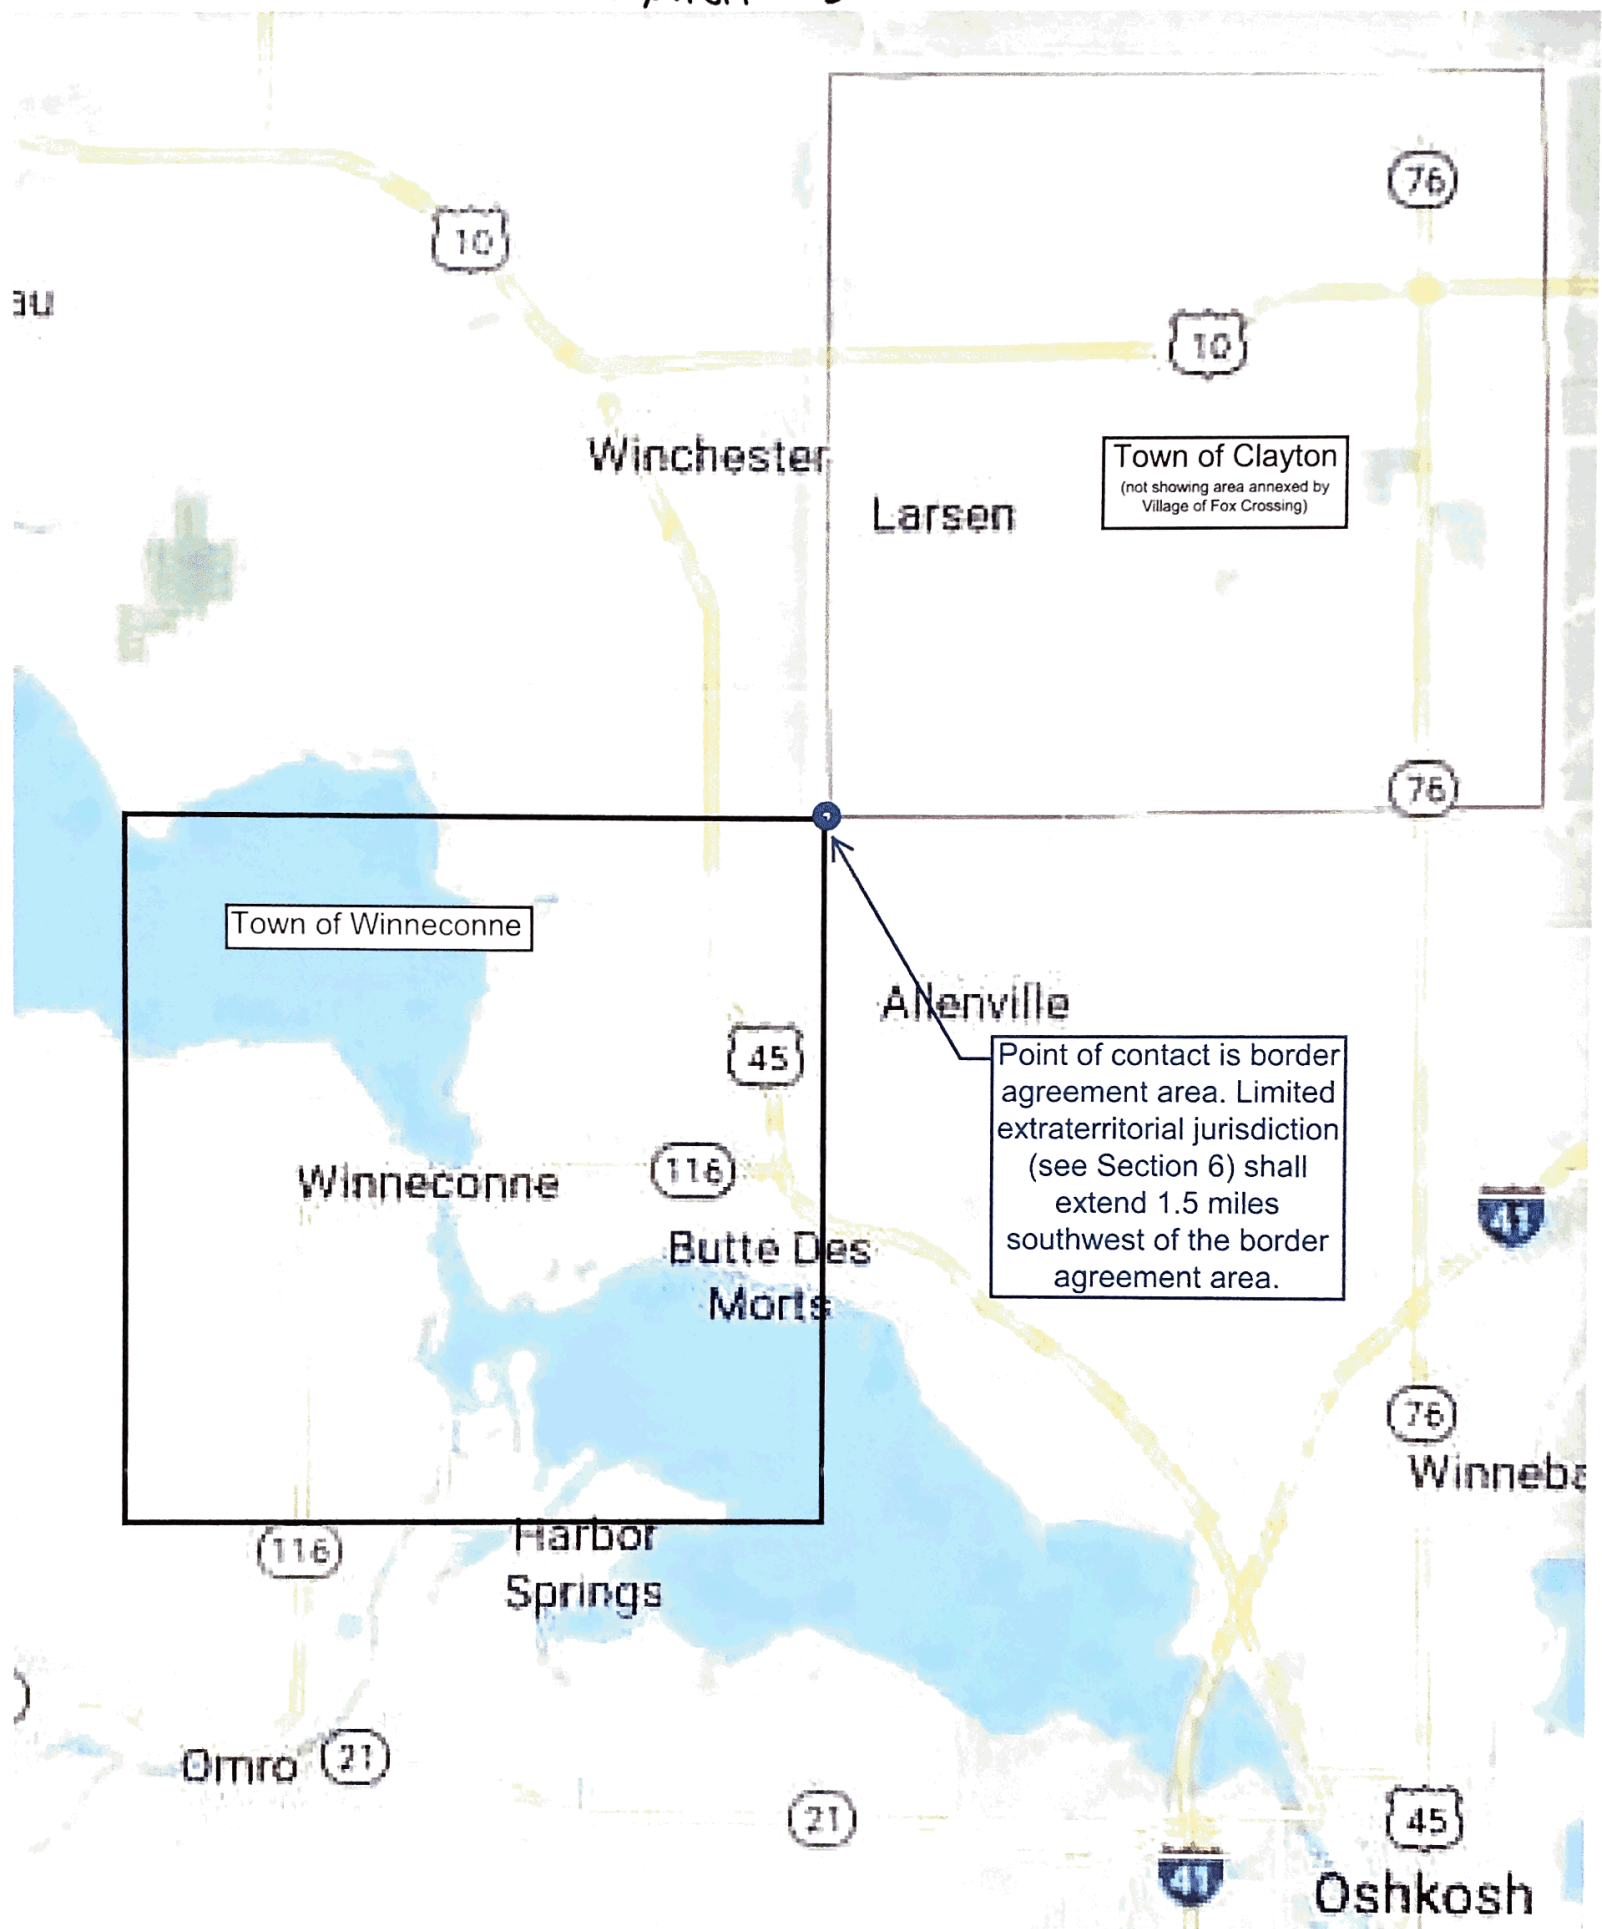 76
10
10
Winchester
Town of Clayton
(not showing area annexed by
Village of Fox Crossing)
Larsen
76
Town of Winneconne
Allenville
45
Point of contact is border
agreement area. Limited
extraterritorial jurisdiction
(see Section 6) shall
extend 1.5 miles
southwest of the border
agreement area.
Winneconne
116
41
Butte Des
Morts
76
Harbor
Springs
116
Omro
21
21
45
41
Oshkosh